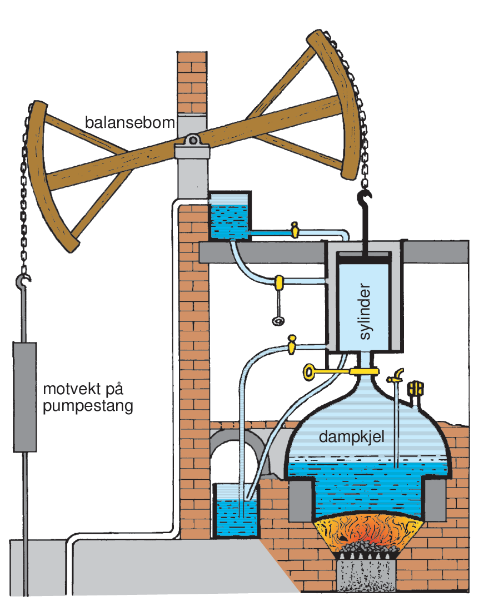 balansebom
sylinder
motvekt på
pumpestang
dampkjel